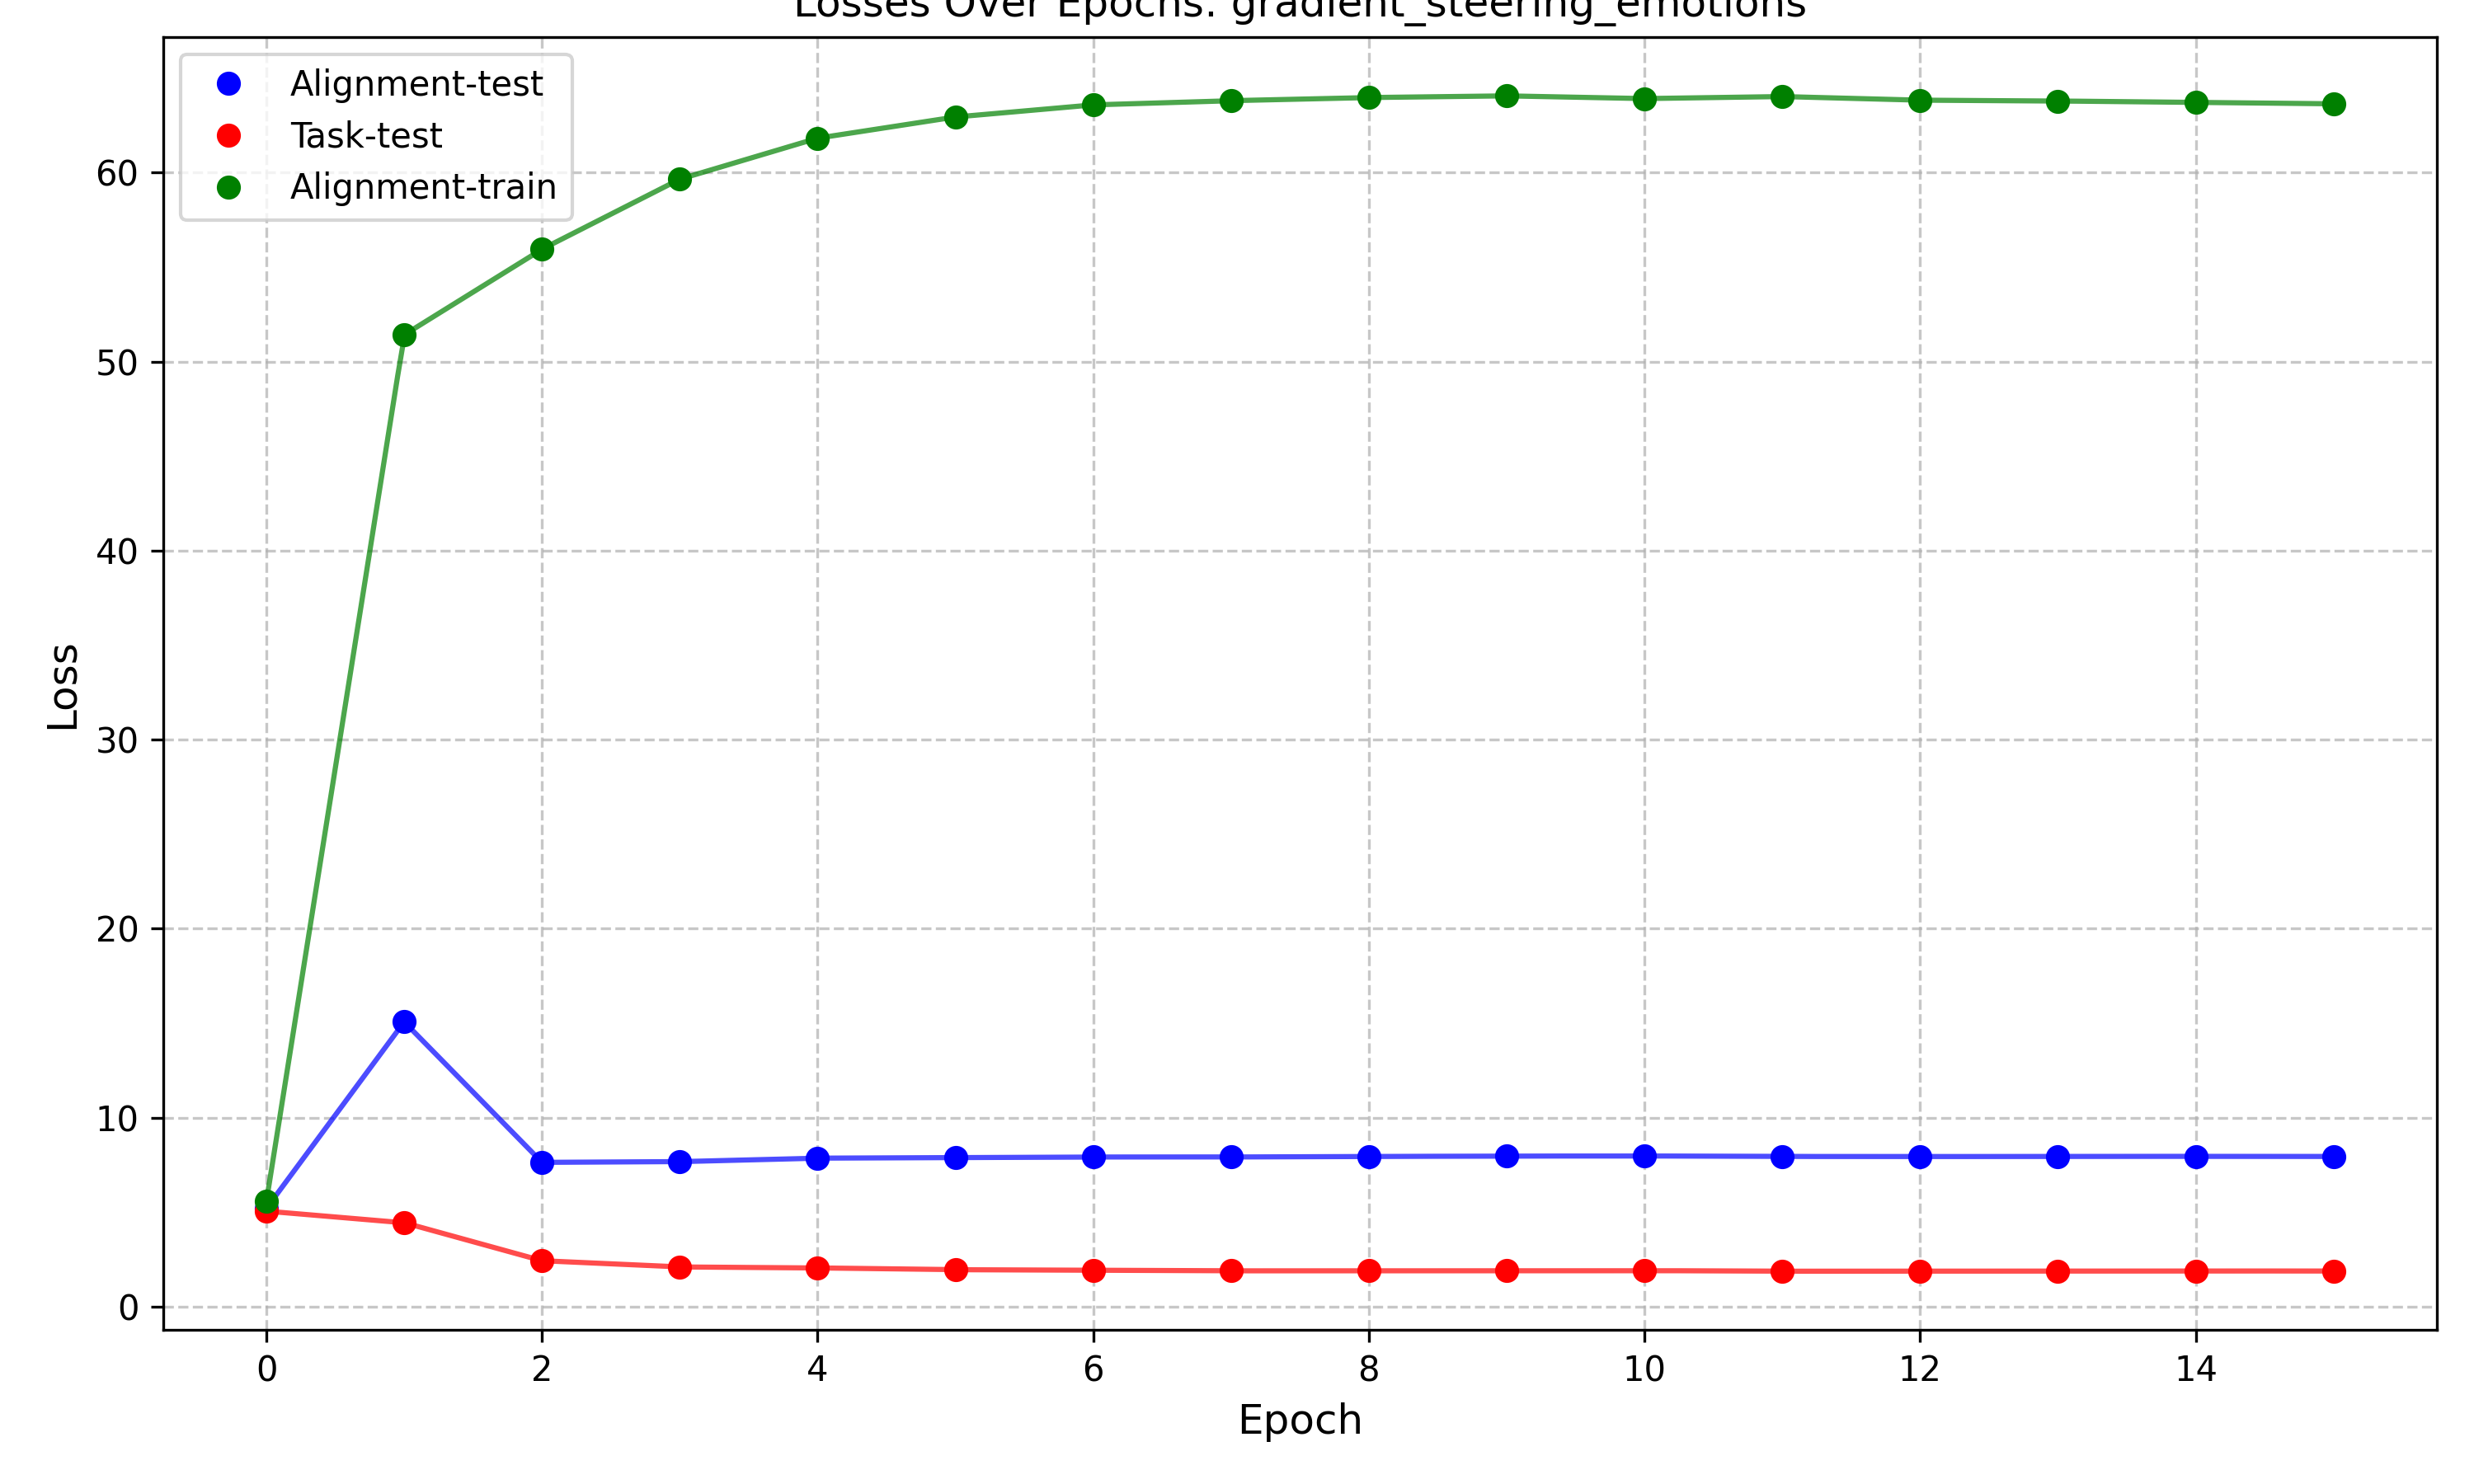 Losses Over Epochs: gradient_steering_emotions
Alignment-test
Task-test
Alignment-train
60
50
40
30
20
10
0
Loss
0 2 4 6 8 10 12 14
Epoch